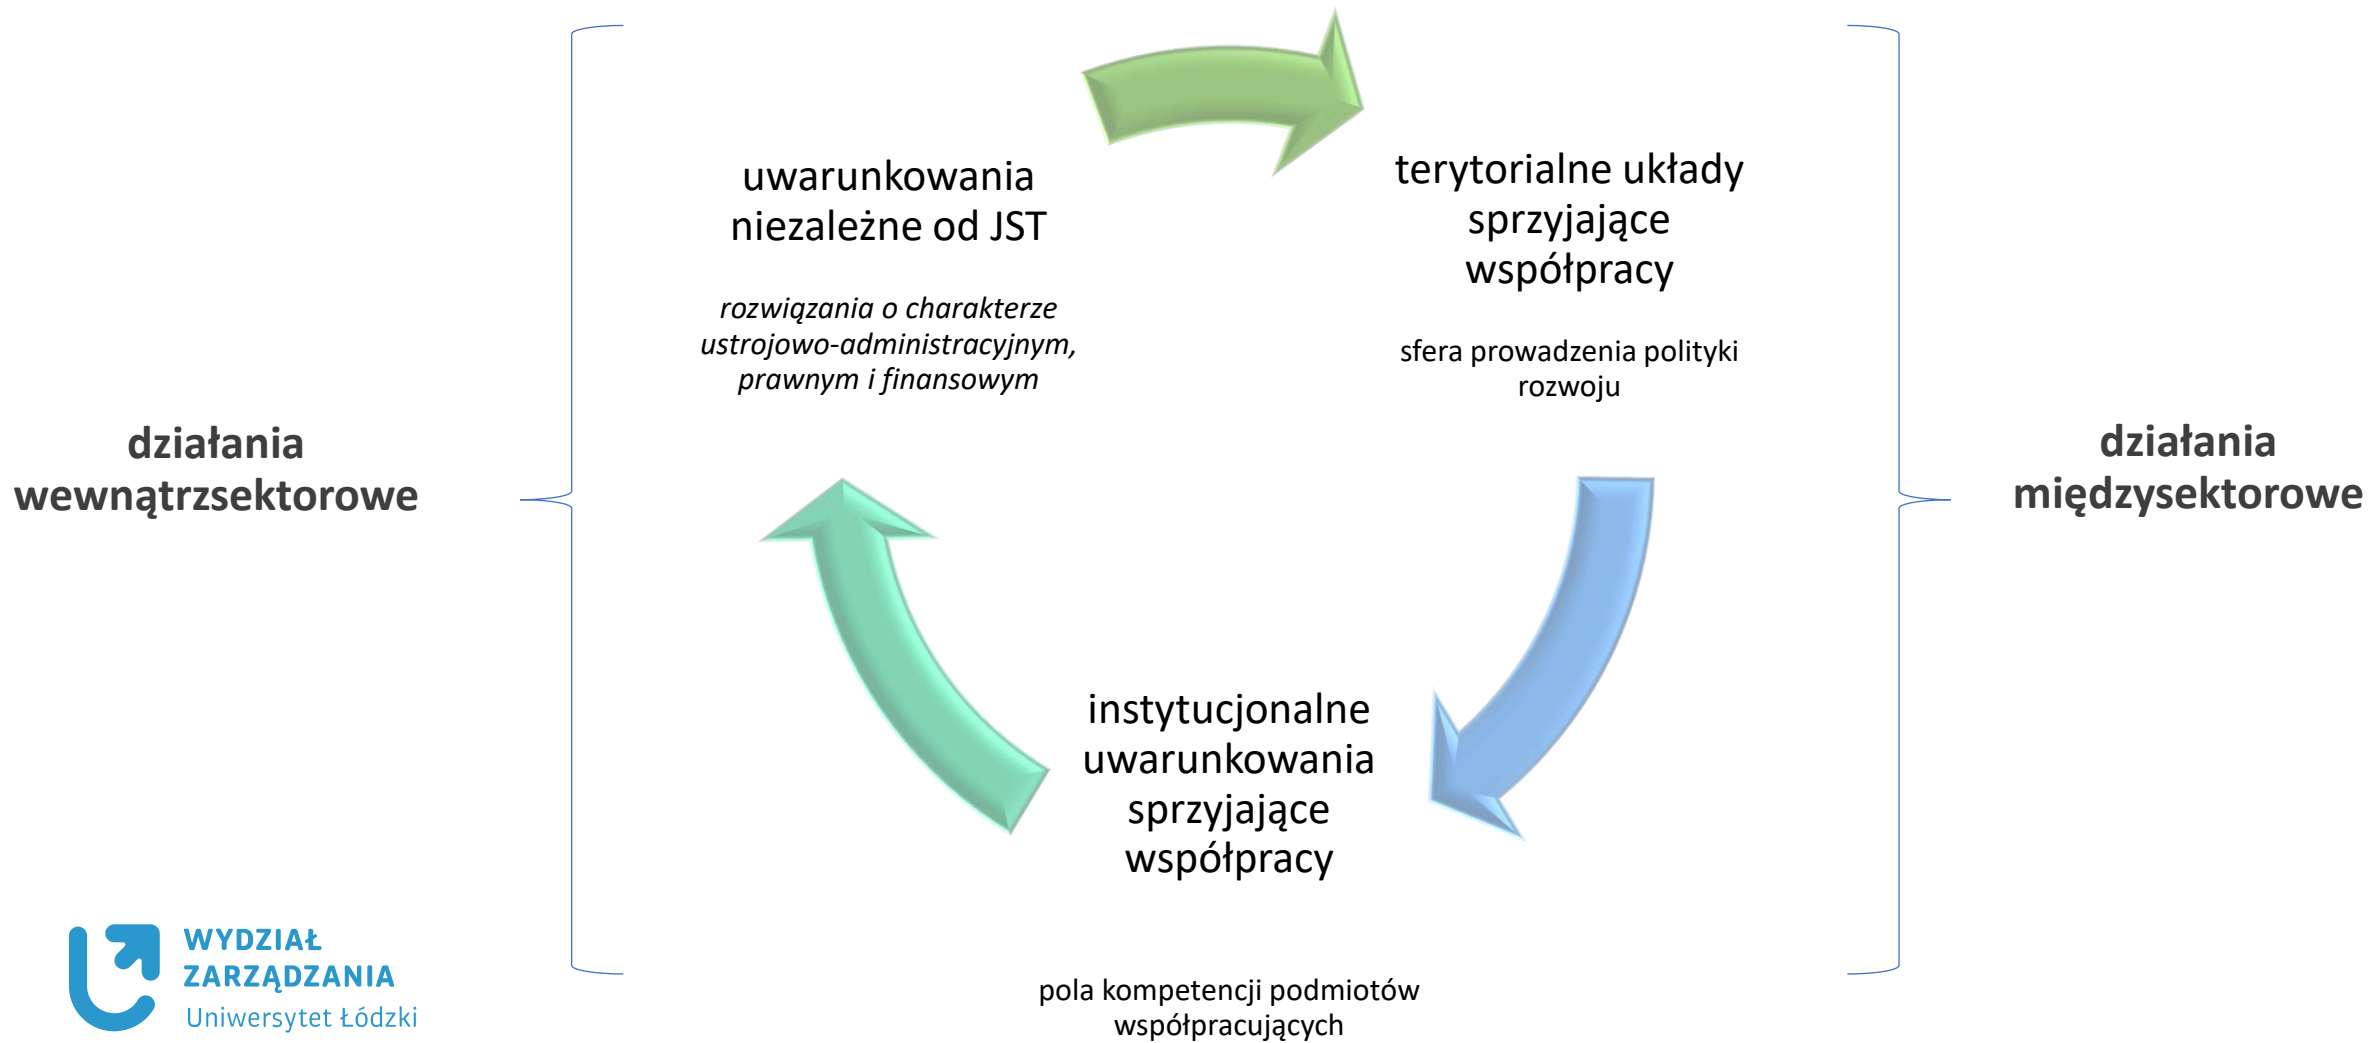 działania
wewnątrzsektorowe
uwarunkowania
niezależne od JST
rozwiązania o charakterze
ustrojowo-administracyjnym,
prawnym i finansowym
terytorialne układy
sprzyjające
współpracy
sfera prowadzenia polityki
rozwoju
instytucjonalne
uwarunkowania
sprzyjające
współpracy
pola kompetencji podmiotów
współpracujących
działania
międzysektorowe
WYDZIAŁ
ZARZĄDZANIA
Uniwersytet Łódzki